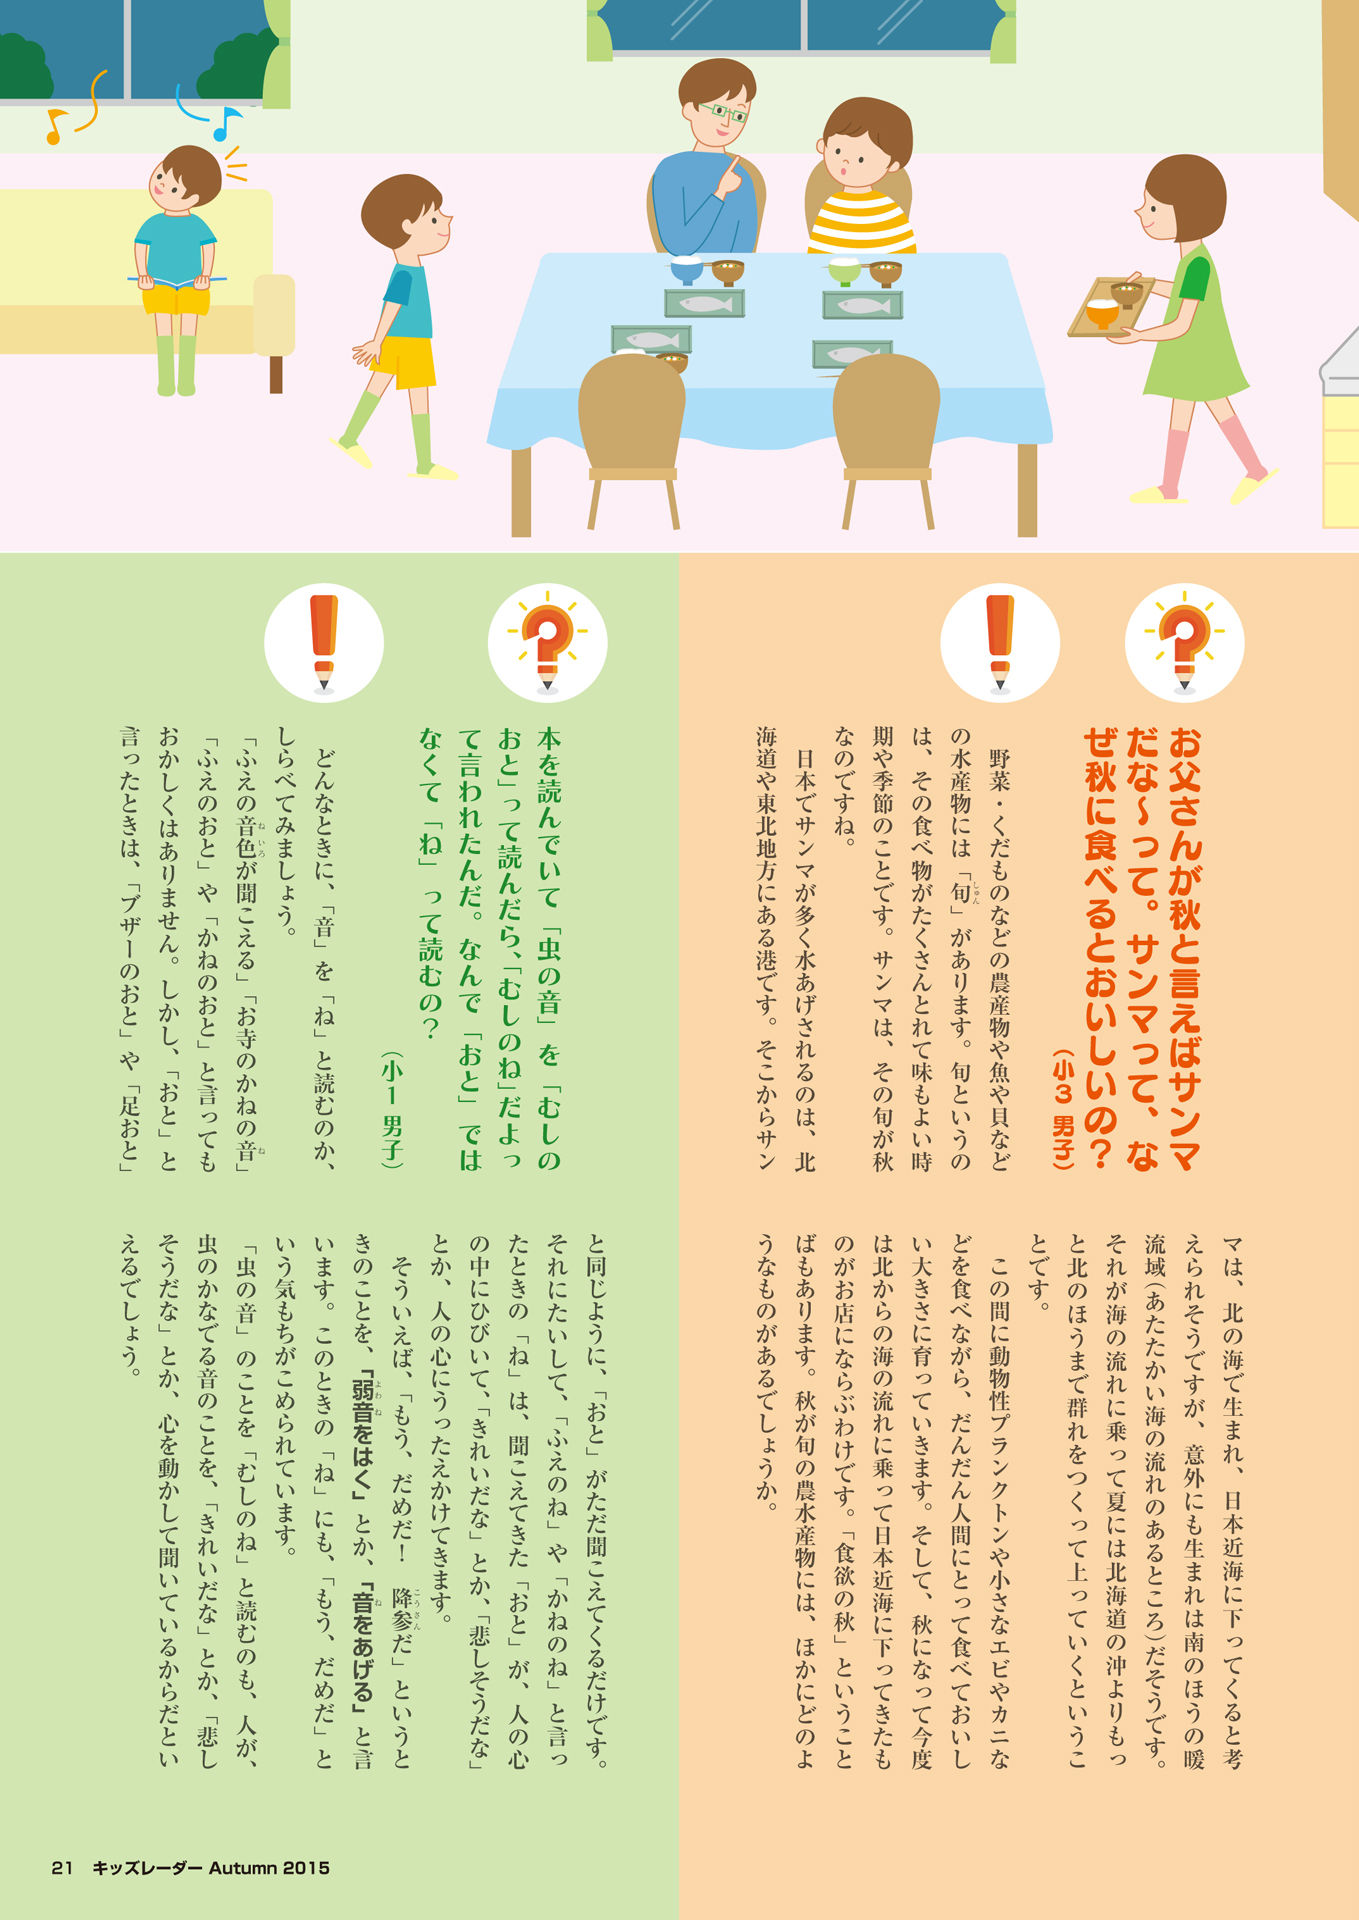 お父さんが秋と言えばサンマ
だな～って。サンマって、な
ぜ秋に食べるとおいしいの？
（小３ 男子）
野菜・くだものなどの農産物や魚や貝など
の水産物には「旬しゅん」があります。旬というの
は、その食べ物がたくさんとれて味もよい時
期や季節のことです。サンマは、その旬が秋
なのですね。
日本でサンマが多く水あげされるのは、北
海道や東北地方にある港です。そこからサン
マは、北の海で生まれ、日本近海に下ってくると考
えられそうですが、意外にも生まれは南のほうの暖
流域（あたたかい海の流れのあるところ）だそうです。
それが海の流れに乗って夏には北海道の沖よりもっ
と北のほうまで群れをつくって上っていくというこ
とです。
この間に動物性プランクトンや小さなエビやカニな
どを食べながら、だんだん人間にとって食べておいし
い大きさに育っていきます。そして、秋になって今度
は北からの海の流れに乗って日本近海に下ってきたも
のがお店にならぶわけです。「食欲の秋」ということ
ばもあります。秋が旬の農水産物には、ほかにどのよ
うなものがあるでしょうか。
本を読んでいて「虫の音」を「むしの
おと」って読んだら、「むしのね」だよっ
て言われたんだ。なんで「おと」では
なくて「ね」って読むの？
（小１ 男子）
どんなときに、「音」を「ね」と読むのか、
しらべてみましょう。
「ふえの音色ねいろが聞こえる」「お寺のかねの音ね」
「ふえのおと」や「かねのおと」と言っても
おかしくはありません。しかし、「おと」と
言ったときは、「ブザーのおと」や「足おと」
と同じように、「おと」がただ聞こえてくるだけです。
それにたいして、「ふえのね」や「かねのね」と言っ
たときの「ね」は、聞こえてきた「おと」が、人の心
の中にひびいて、「きれいだな」とか、「悲しそうだな」
とか、人の心にうったえかけてきます。
そういえば、「もう、だめだ！　降参こうさんだ」というと
きのことを、「弱音よわねをはく」とか、「音ねをあげる」と言
います。このときの「ね」にも、「もう、だめだ」と
いう気もちがこめられています。
「虫の音」のことを「むしのね」と読むのも、人が、
虫のかなでる音のことを、「きれいだな」とか、「悲し
そうだな」とか、心を動かして聞いているからだとい
えるでしょう。
21 キッズレーダー Autumn 2015